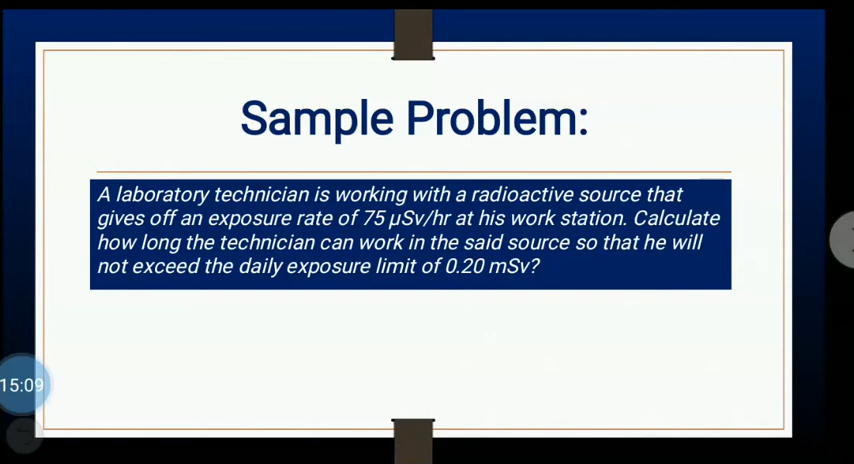 Sample Problem:
A laboratory technician is working with a radioactive source that
gives off an exposure rate of 75 µSv/hr at his work station. Calculate
how long the technician can work in the said source so that he will
not exceed the daily exposure limit of 0.20 mSv?
15:09